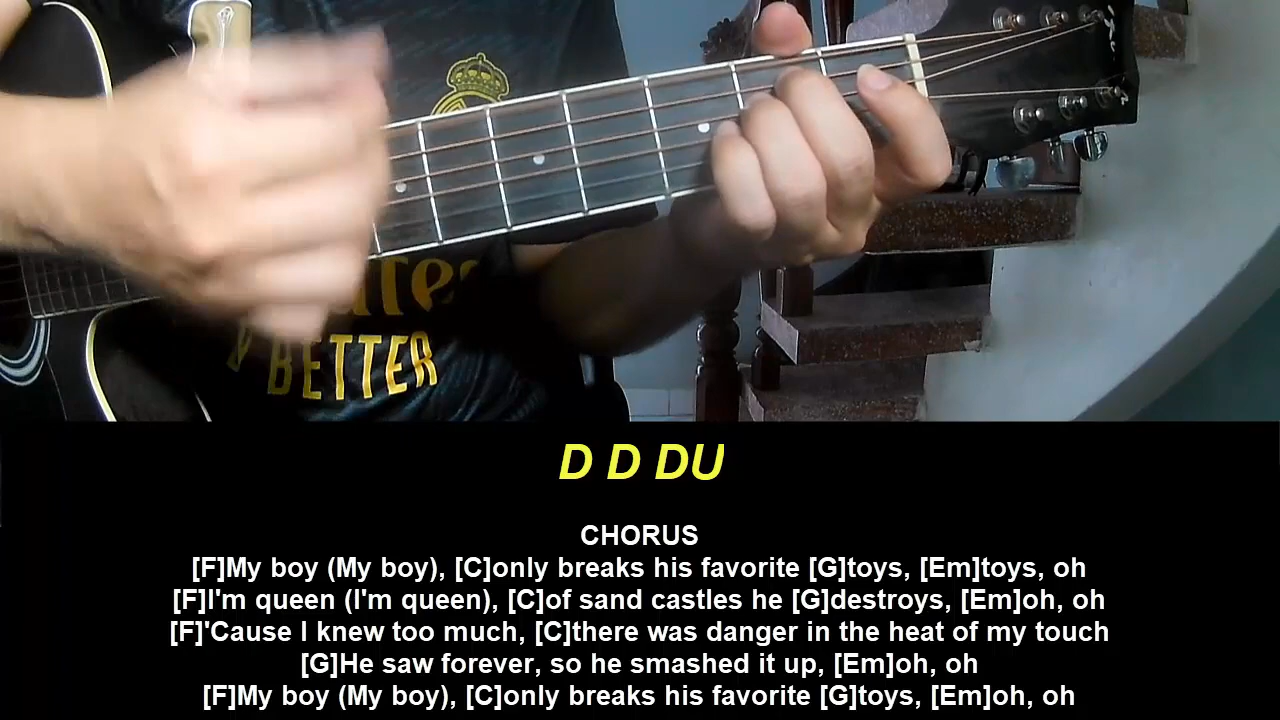 BETTER
D D DU
CHORUS
[F]My boy (My boy), [C]only breaks his favorite [G]toys, [Em]toys, oh
[F]I'm queen (I'm queen), [C]of sand castles he [G]destroys, [Em]oh, oh
[F]'Cause I knew too much, [C]there was danger in the heat of my touch
[G]He saw forever, so he smashed it up, [Em]oh, oh
[F]My boy (My boy), [C]only breaks his favorite [G]toys, [Em]oh, oh